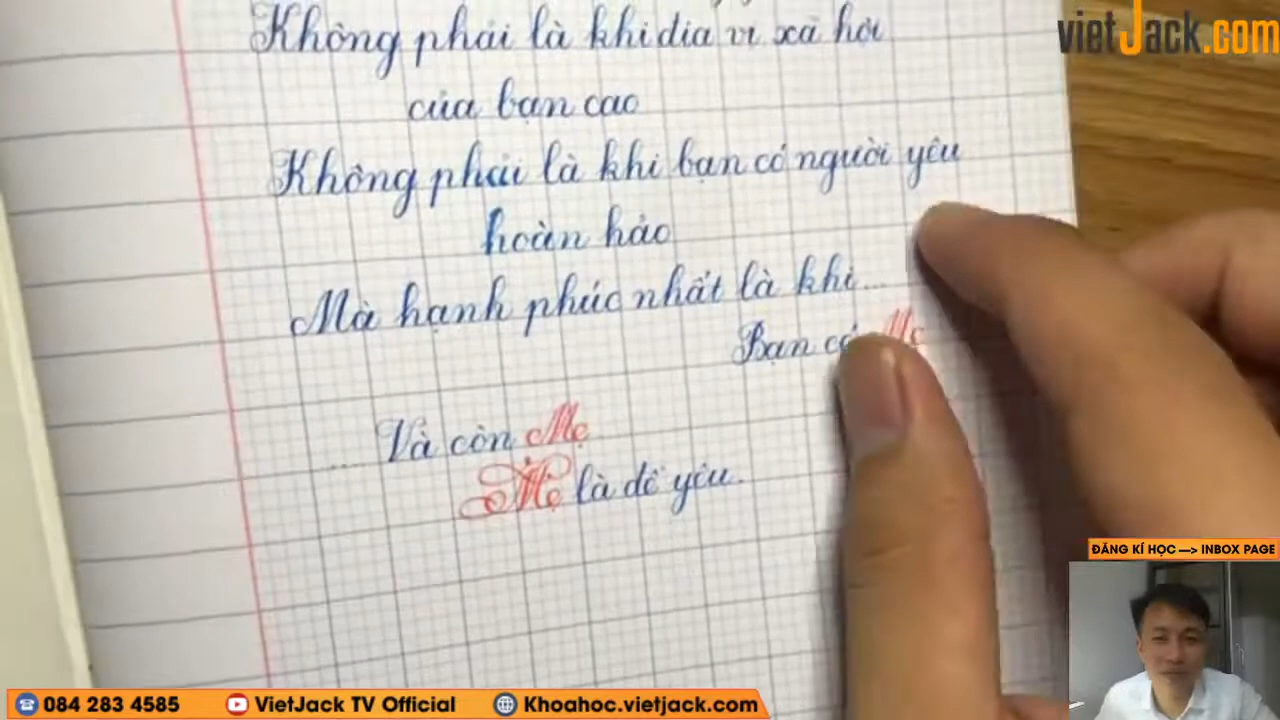 vietJack.com
Không phải là khi địa vị xã hội
của bạn cao
Không phải là khi bạn có người yêu
hoàn hảo
Mà hạnh phúc nhất là khi...
Bạn có Mẹ
... Và còn Mẹ
Mẹ là để yêu.
ĐĂNG KÍ HỌC —> INBOX PAGE
084 283 4585 VietJack TV Official Khoahoc.vietjack.com